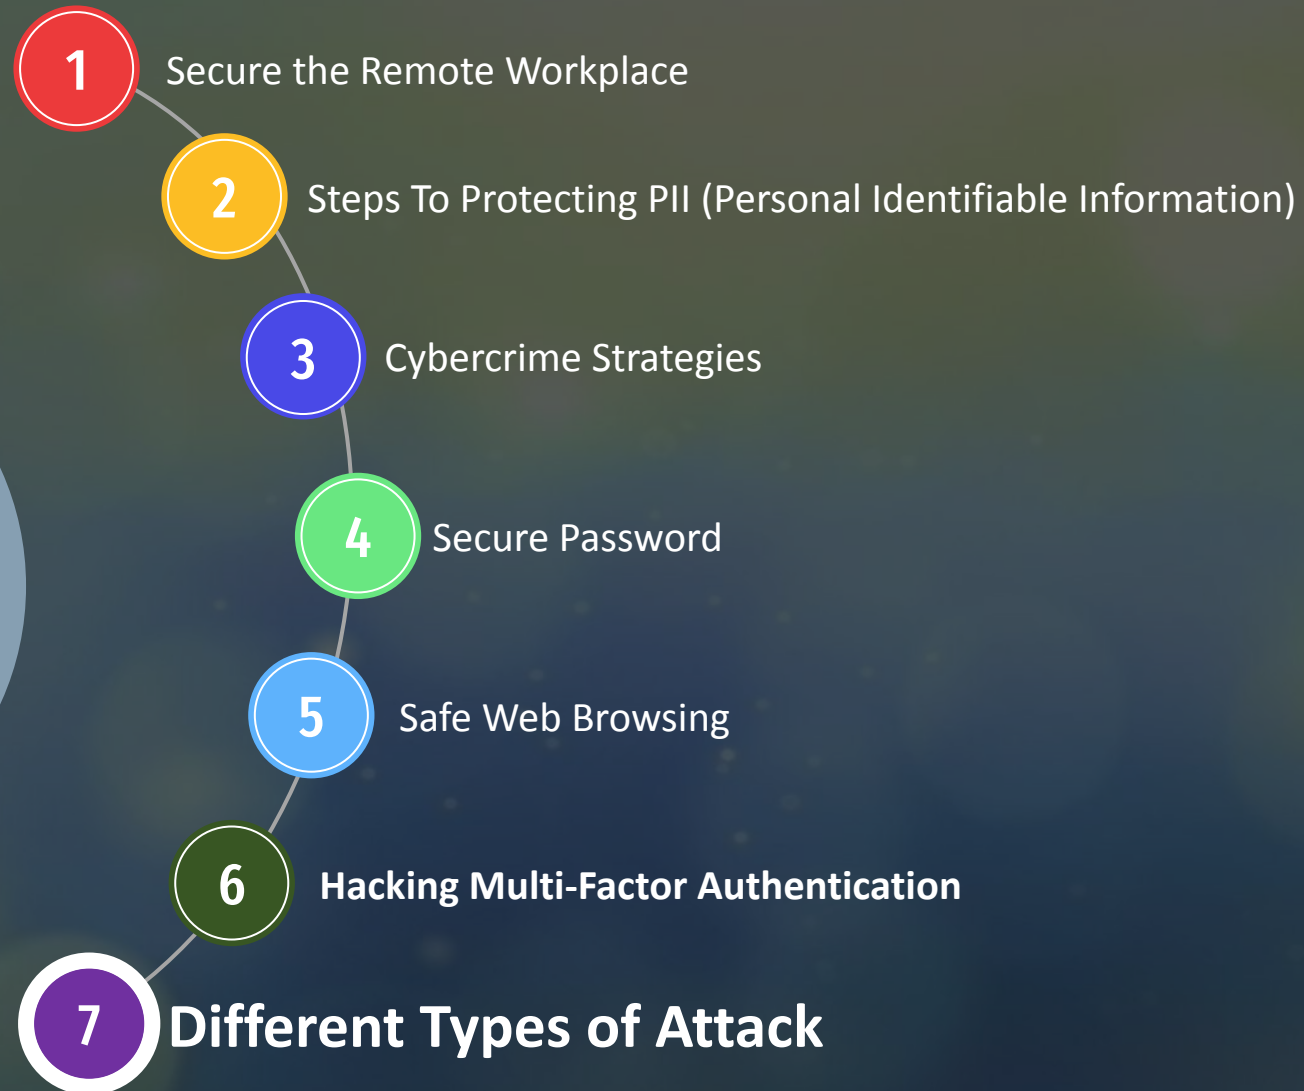 1 Secure the Remote Workplace
2 Steps To Protecting PII (Personal Identifiable Information)
3 Cybercrime Strategies
4 Secure Password
5 Safe Web Browsing
6 Hacking Multi-Factor Authentication
7 Different Types of Attack